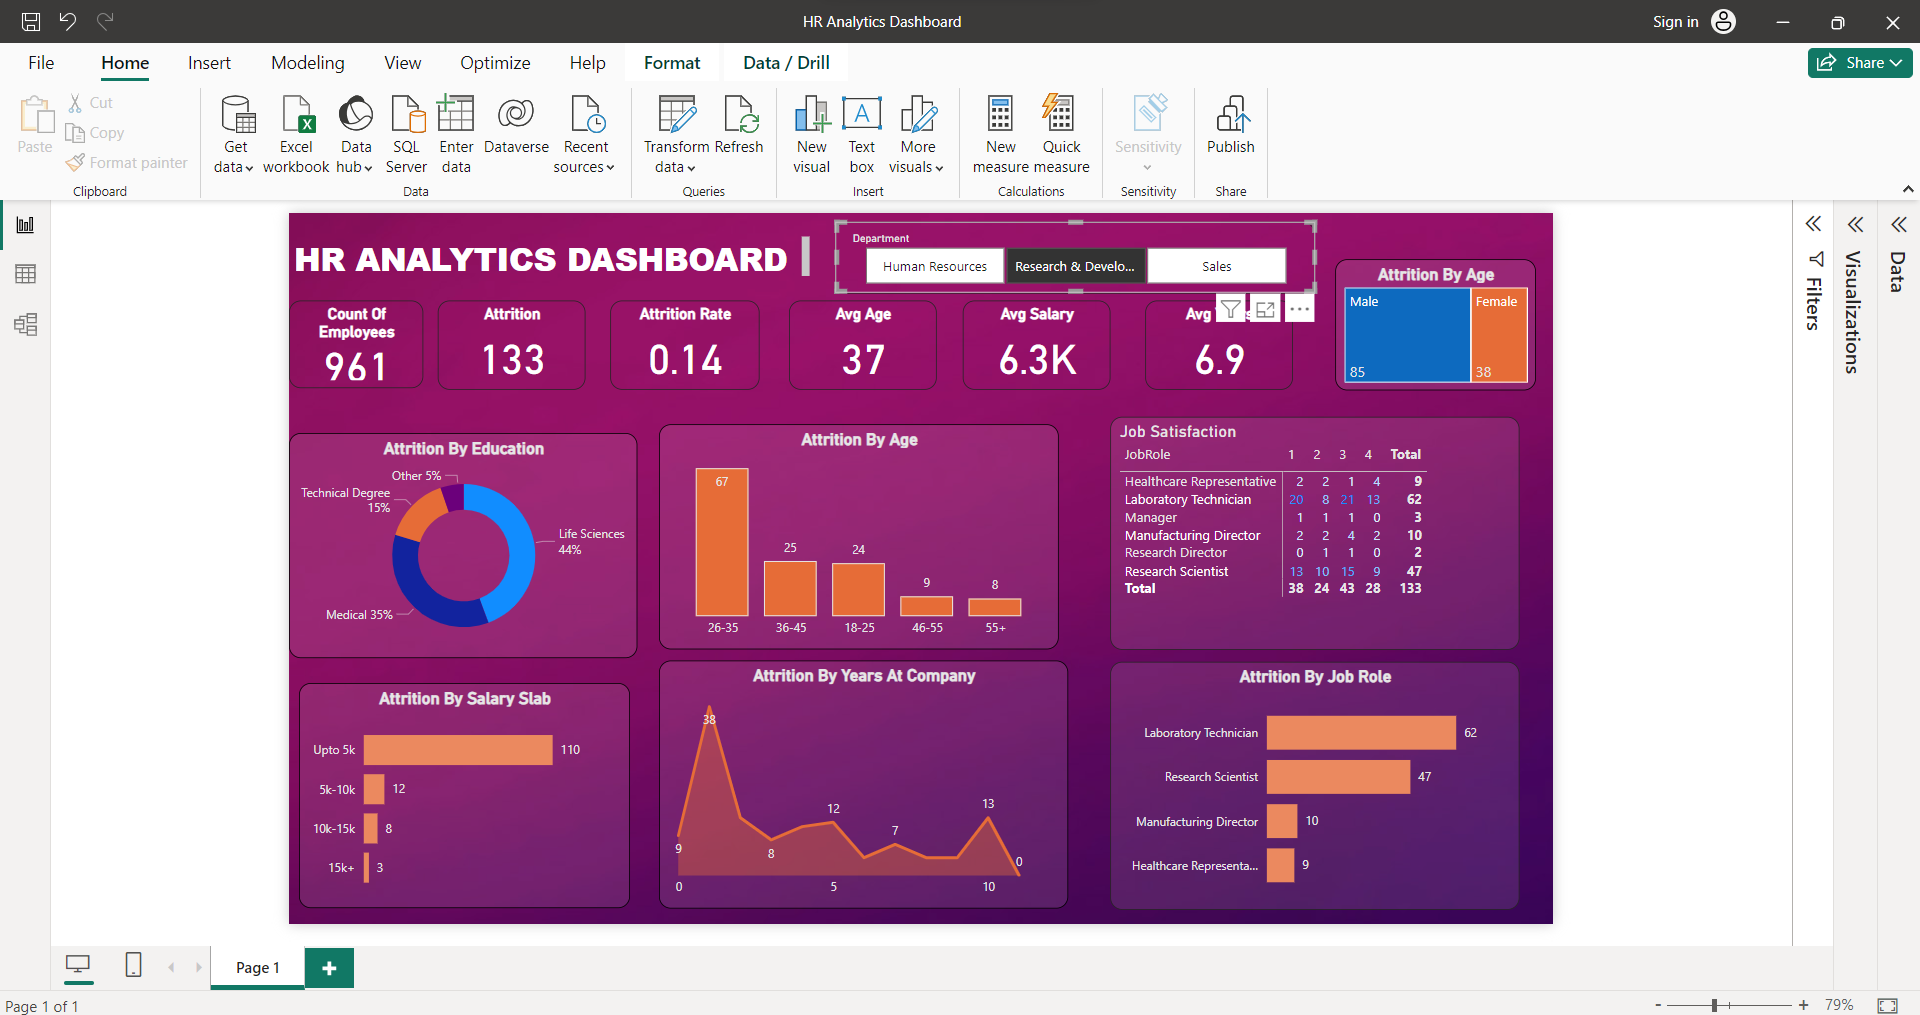 HR Analytics Dashboard
Sign in
File Home Insert Modeling View Optimize Help Format Data / Drill
Share
Paste
Cut
Copy
Format painter
Clipboard
Get data
Excel workbook
Data hub
SQL Server
Enter data
Dataverse
Recent sources
Data
Transform data
Refresh
Queries
New visual
Text box
A
More visuals
Insert
New measure
Quick measure
Calculations
Sensitivity
Sensitivity
Publish
Share
HR ANALYTICS DASHBOARD
Department
Human Resources
Research & Develo...
Sales
Count Of Employees
961
Attrition
133
Attrition Rate
0.14
Avg Age
37
Avg Salary
6.3K
Avg
6.9
Attrition By Age
Male
85
Female
38
Attrition By Education
Other 5%
Technical Degree
15%
Life Sciences
44%
Medical 35%
Attrition By Age
67
25
24
9
8
26-35 36-45 18-25 46-55 55+
Job Satisfaction
JobRole 1 2 3 4 Total
Healthcare Representative 2 2 1 4 9
Laboratory Technician 20 8 21 13 62
Manager 1 1 1 0 3
Manufacturing Director 2 2 4 2 10
Research Director 0 1 1 0 2
Research Scientist 13 10 15 9 47
Total 38 24 43 28 133
Attrition By Salary Slab
Upto 5k 110
5k-10k 12
10k-15k 8
15k+ 3
Attrition By Years At Company
38
9
8
12
7
13
0
0 5 10
Attrition By Job Role
Laboratory Technician 62
Research Scientist 47
Manufacturing Director 10
Healthcare Representa... 9
Filters
Visualizations
Data
Page 1
Page 1 of 1
- + 79%